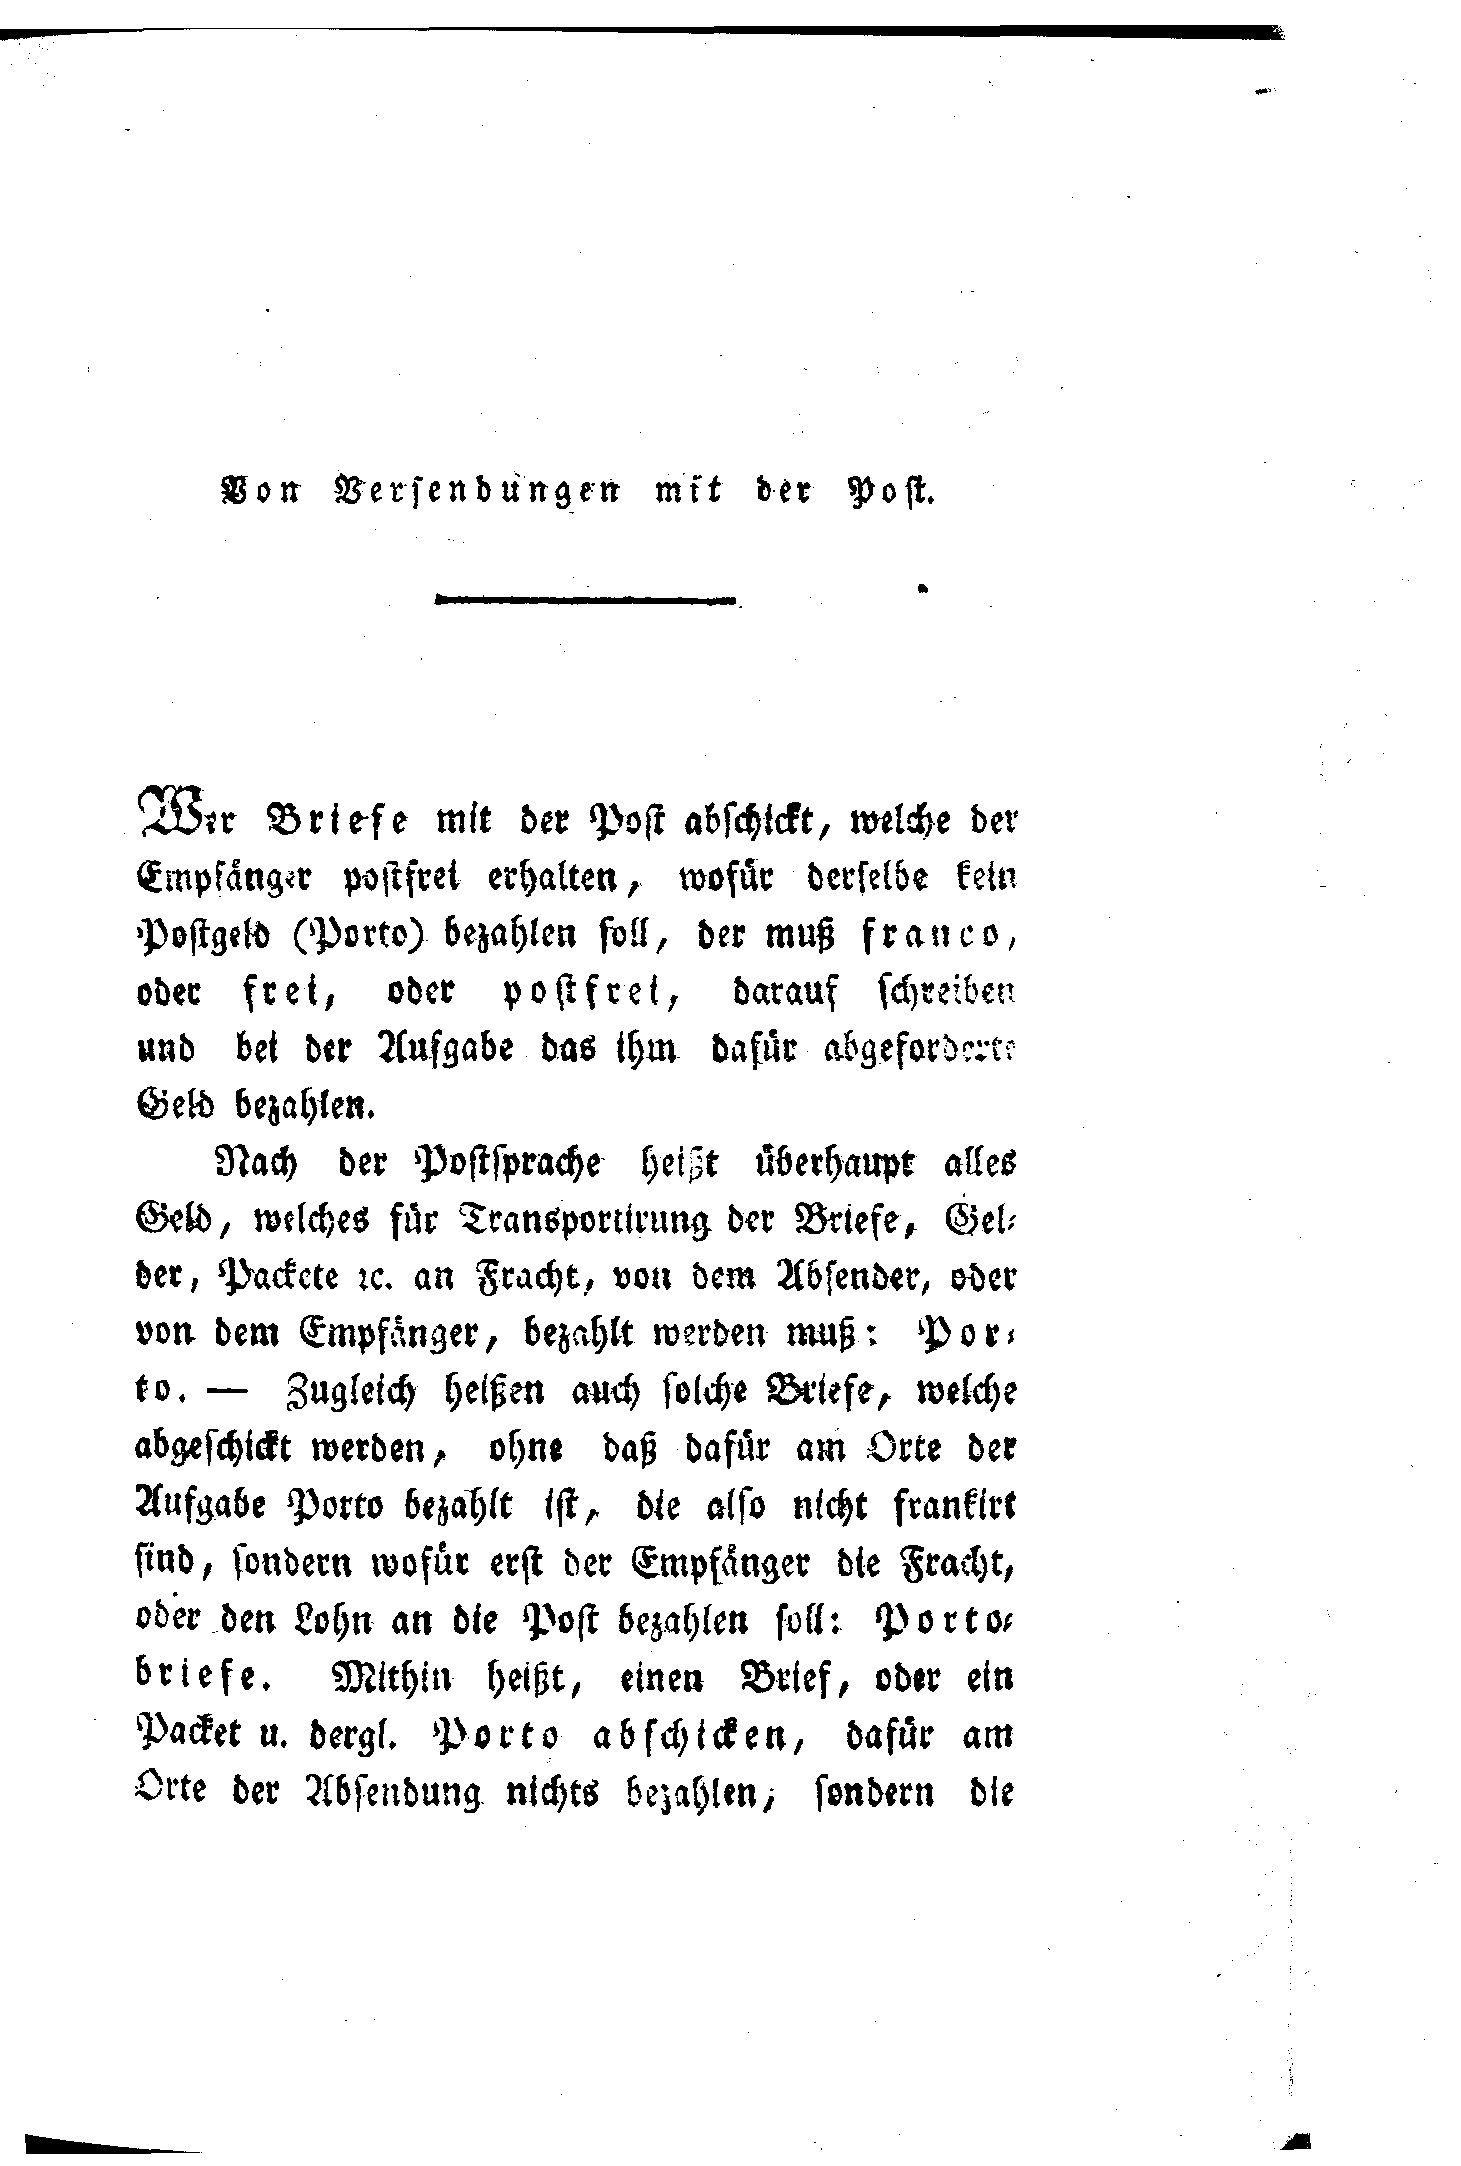 Von Versendungen mit der Post.
Wer Briefe mit der Post abschickt, welche der
Empfänger postfrei erhalten, wofür derselbe kein
Postgeld (Porto) bezahlen soll, der muß franco,
oder frei, oder postfrei, darauf schreiben
und bei der Aufgabe das ihm dafür abgeforderte
Geld bezahlen.
Nach der Postsprache heißt überhaupt alles
Geld, welches für Transportirung der Briefe, Gel-
der, Packete ꝛc. an Fracht, von dem Absender, oder
von dem Empfänger, bezahlt werden muß: Por-
to. — Zugleich heißen auch solche Briefe, welche
abgeschickt werden, ohne daß dafür am Orte der
Aufgabe Porto bezahlt ist, die also nicht frankirt
sind, sondern wofür erst der Empfänger die Fracht,
oder den Lohn an die Post bezahlen soll: Porto-
briefe. Mithin heißt, einen Brief, oder ein
Packet u. dergl. Porto abschicken, dafür am
Orte der Absendung nichts bezahlen, sondern die